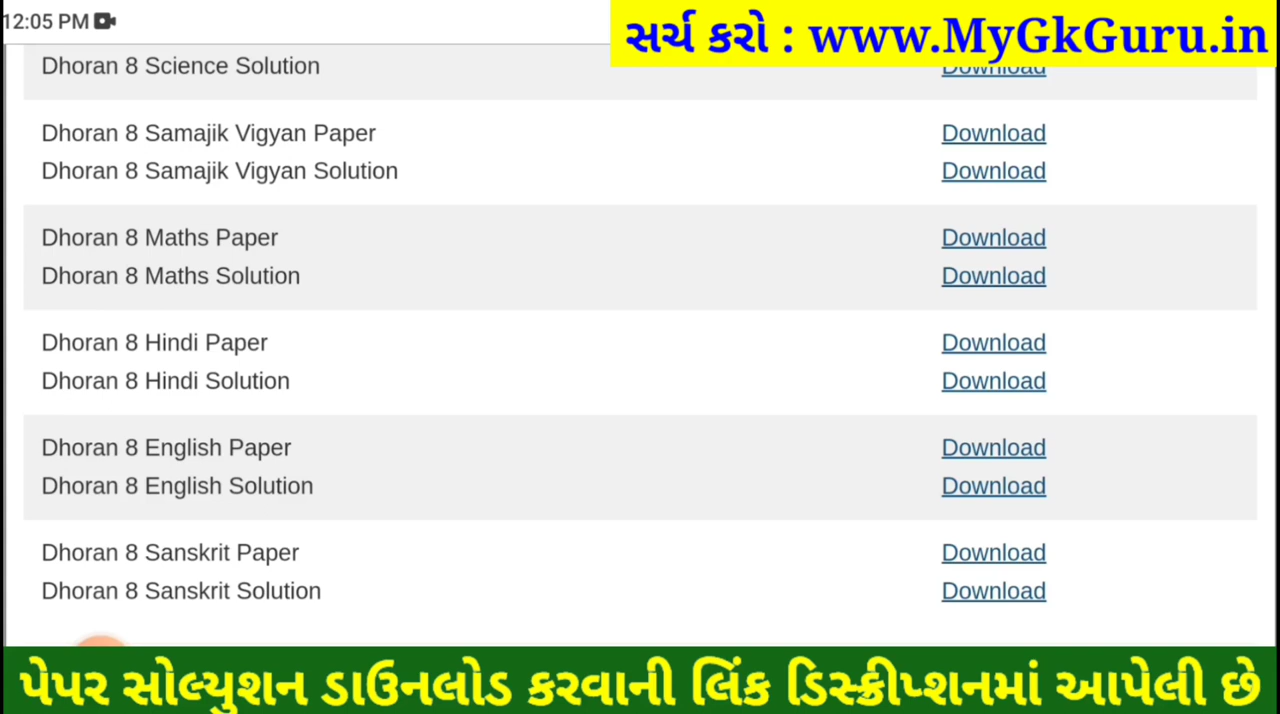 12:05 PM
સર્ચ કરો : www.MyGkGuru.in
Dhoran 8 Science Solution Download
Dhoran 8 Samajik Vigyan Paper Download
Dhoran 8 Samajik Vigyan Solution Download
Dhoran 8 Maths Paper Download
Dhoran 8 Maths Solution Download
Dhoran 8 Hindi Paper Download
Dhoran 8 Hindi Solution Download
Dhoran 8 English Paper Download
Dhoran 8 English Solution Download
Dhoran 8 Sanskrit Paper Download
Dhoran 8 Sanskrit Solution Download
પેપર સોલ્યુશન ડાઉનલોડ કરવાની લિંક ડિસ્ક્રીપ્શનમાં આપેલી છે